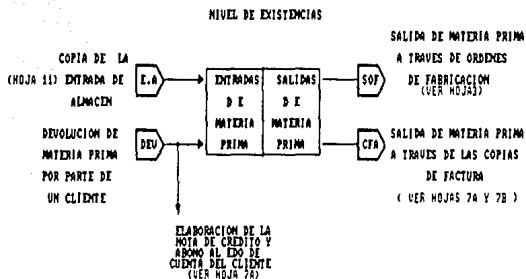 NIVEL DE EXISTENCIAS
COPIA DE LA
(HOJA 11) ENTRADA DE
ALMACEN
E.A
DEVOLUCION DE
MATERIA PRIMA
POR PARTE DE
UN CLIENTE
DEV
ENTRADAS
D E
MATERIA
PRIMA
SALIDAS
D E
MATERIA
PRIMA
SOF
SALIDA DE MATERIA PRIMA
A TRAVES DE ORDENES
DE FABRICACION
(VER HOJA3)
CFA
SALIDA DE MATERIA PRIMA
A TRAVES DE LAS COPIAS
DE FACTURA
( VER HOJAS 7A Y 7B )
ELABORACION DE LA
NOTA DE CREDITO Y
ABONO AL EDO DE
CUENTA DEL CLIENTE
(VER HOJA 7A)